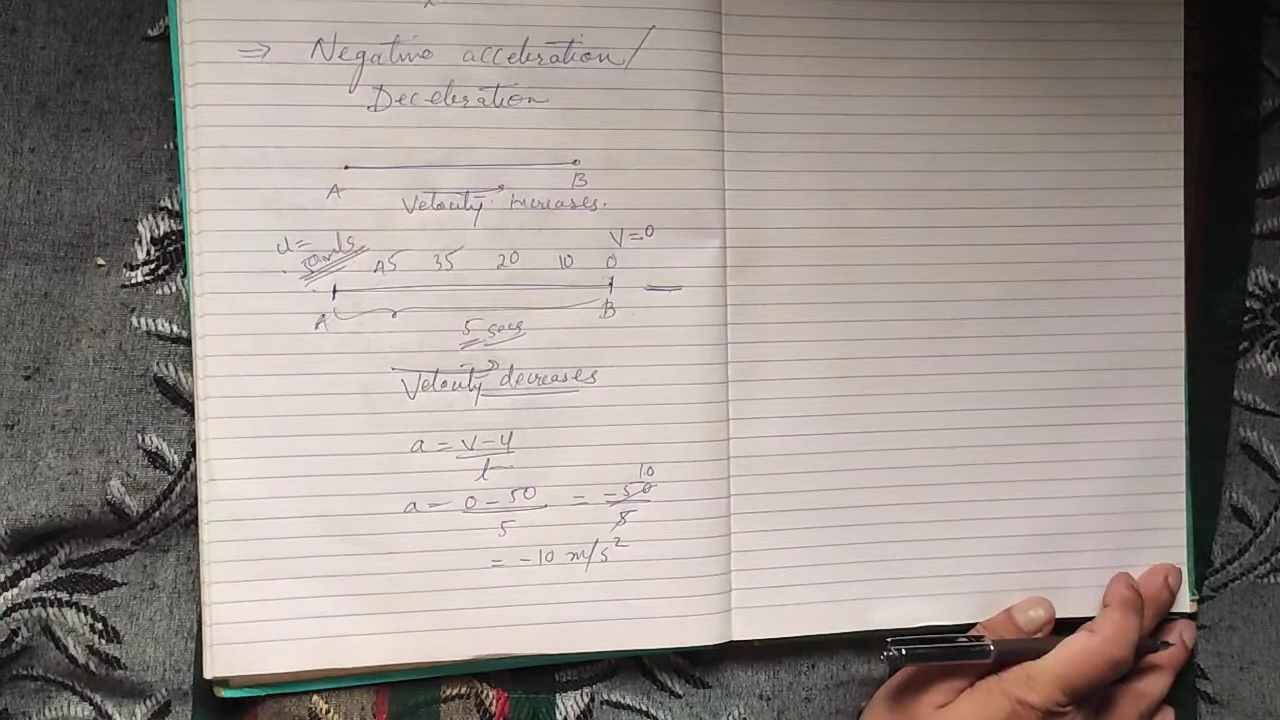 ⇒ Negative acceleration/
Deceleration
A B
Velocity increases.
u= 50m/s V=0
45 35 20 10 0
A B
5 secs
Velocity decreases
a = v-u/t
a = 0-50/5 = -50/5 10
= -10 m/s²